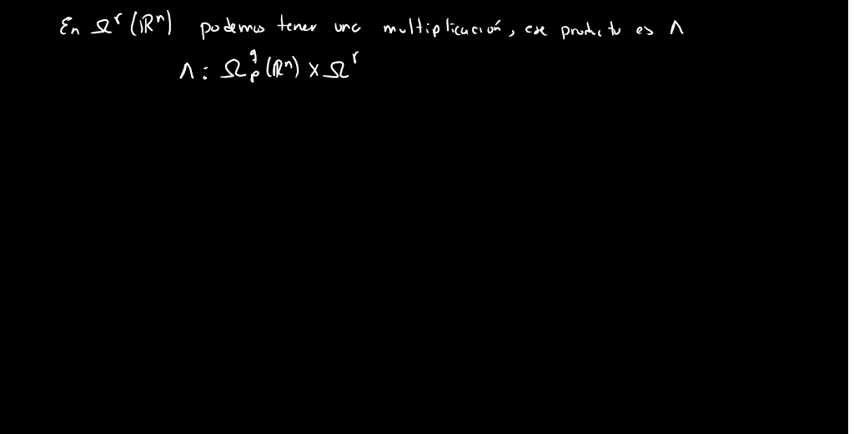 En Ω^r (ℝ^n) podemos tener una multiplicación, ese producto es ∧
∧ : Ω_p^q (ℝ^n) × Ω^r